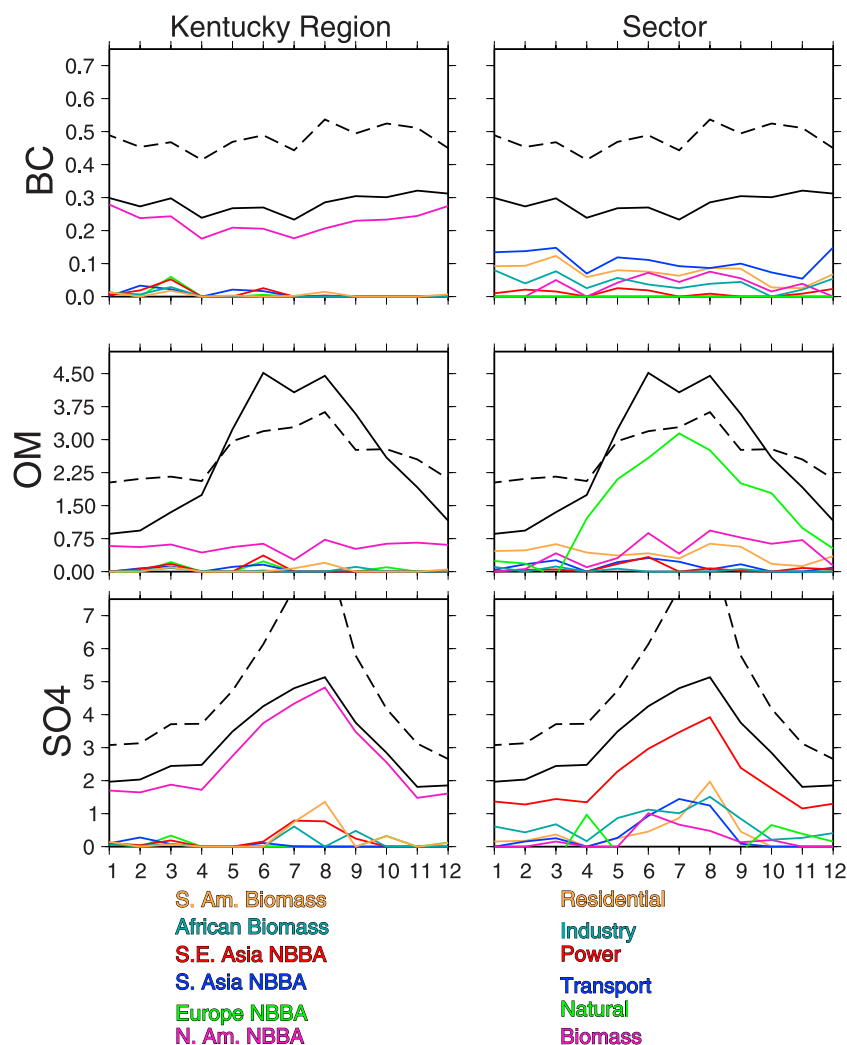 Kentucky Region Sector
BC
0.7
0.6
0.5
0.4
0.3
0.2
0.1
0.0
OM
4.50
3.75
3.00
2.25
1.50
0.75
0.00
SO4
7
6
5
4
3
2
1
0
1 2 3 4 5 6 7 8 9 10 11 12
1 2 3 4 5 6 7 8 9 10 11 12
S. Am. Biomass
African Biomass
S.E. Asia NBBA
S. Asia NBBA
Europe NBBA
N. Am. NBBA
Residential
Industry
Power
Transport
Natural
Biomass